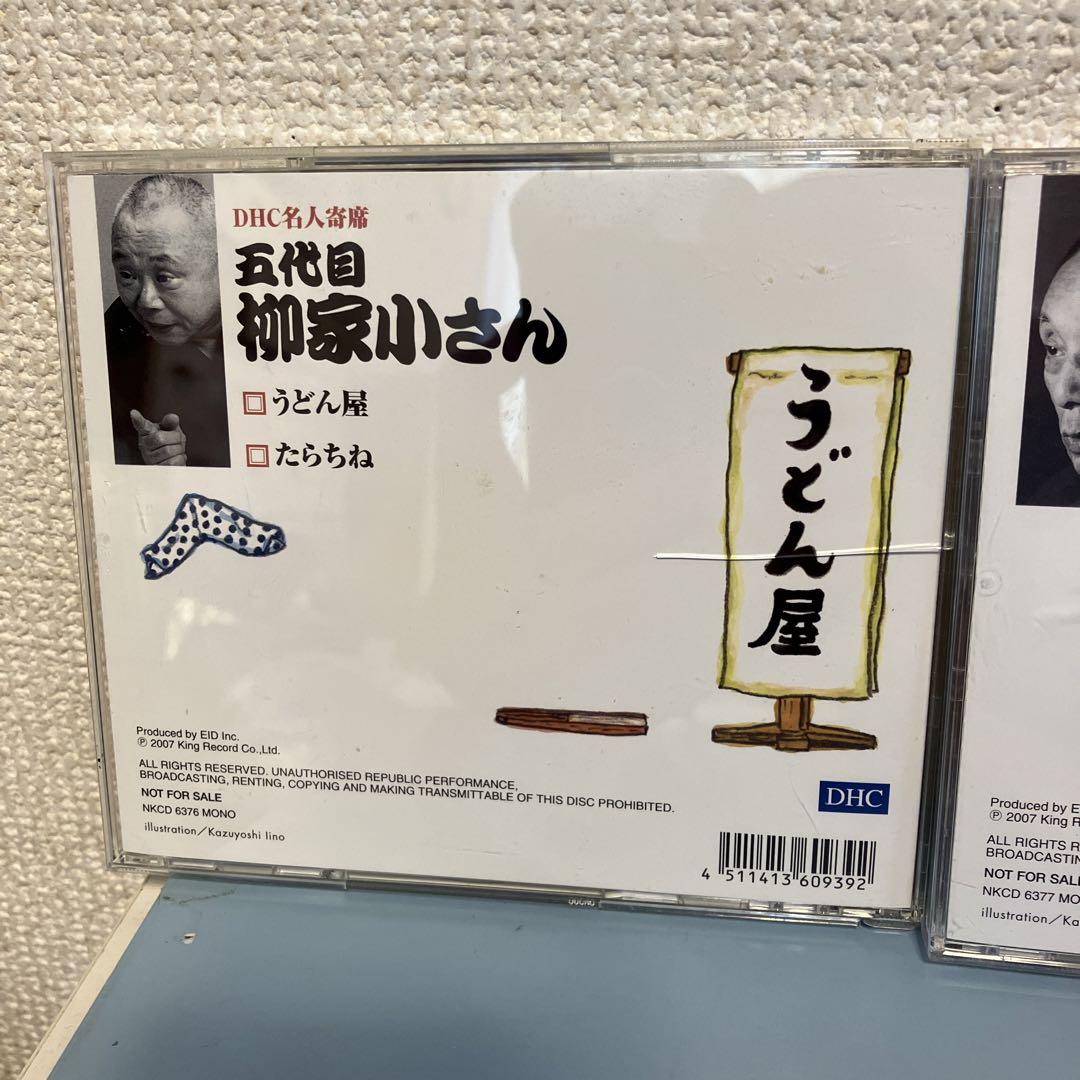 DHC名人寄席
五代目
柳家小さん
うどん屋
たらちね
うどん屋
Produced by EID Inc.
Ⓟ 2007 King Record Co.,Ltd.
ALL RIGHTS RESERVED. UNAUTHORISED REPUBLIC PERFORMANCE,
BROADCASTING, RENTING, COPYING AND MAKING TRANSMITTABLE OF THIS DISC PROHIBITED.
NOT FOR SALE
NKCD 6376 MONO
illustration／Kazuyoshi Iino
DHC
4 511413 609392
Produced by E
Ⓟ 2007 King R
ALL RIGHTS R
BROADCASTIN
NOT FOR SALE
NKCD 6377 MO
illustration／Ka